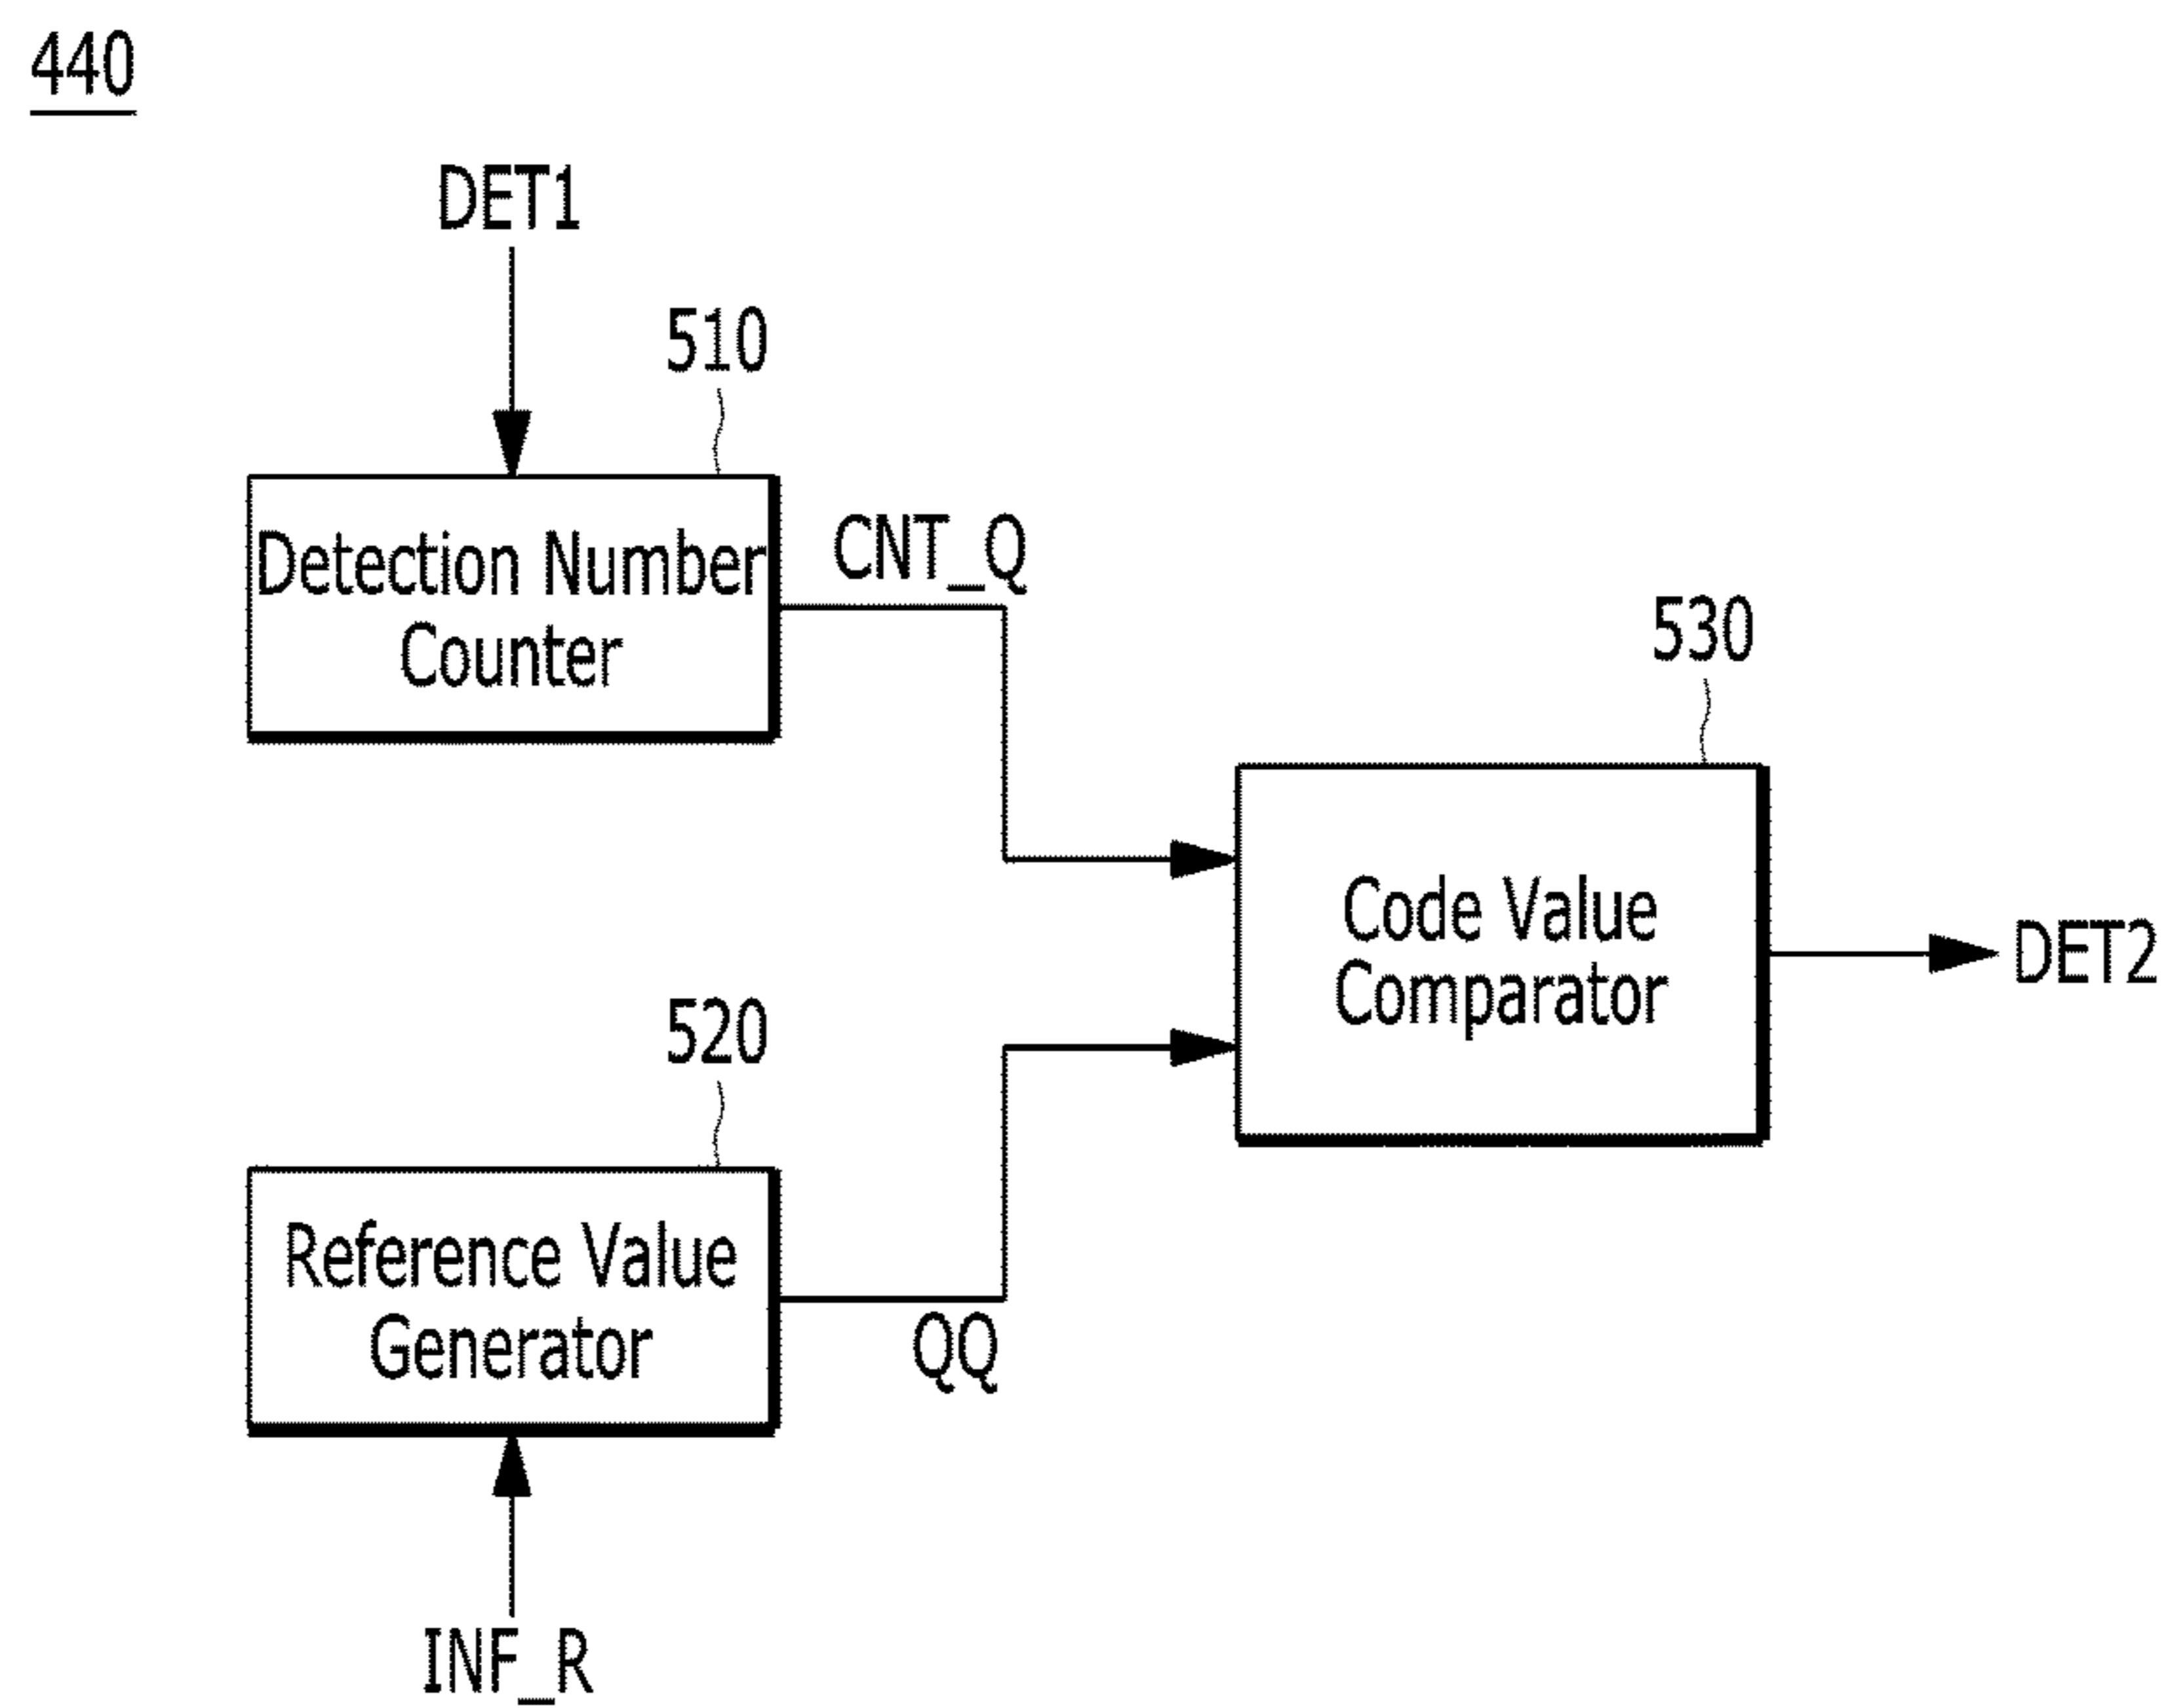 440
DET1
510
Detection Number
Counter
CNT_Q
530
Code Value
Comparator
DET2
520
Reference Value
Generator
QQ
INF_R